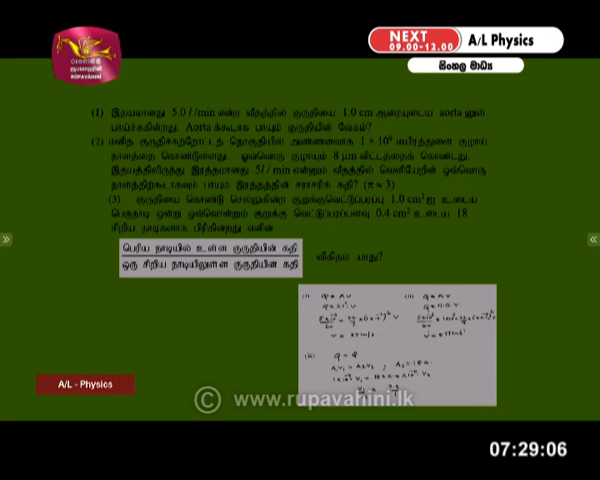 NEXT
09.00-12.00
A/L Physics
සිංහල මාධ්‍ය
RUPAVAHINI
(1) இதயமானது 5.0 l/min என்ற வீதத்தில் குருதியை 1.0 cm ஆரையுடைய aorta னுள்
பாய்ச்சுகின்றது. Aorta க்கூடாக பாயும் குருதியின் வேகம்?
(2) மனித குருதிச்சுற்றோட்டத் தொகுதியில் அண்ணளவாக 1 × 10⁹ மயிர்த்துளை குழாய்
நாளத்தை கொண்டுள்ளது. ஒவ்வொரு குழாயும் 8 μm விட்டத்தைக் கொண்டது.
இதயத்திலிருந்து இரத்தமானது 5l / min என்னும் வீதத்தில் வெளியேறின் ஒவ்வொரு
நாளத்திற்கூடாகவும் பாயும் இரத்தத்தின் சராசரிக் கதி? (π ≈ 3)
(3) குருதியை கொண்டு செல்லுகின்ற குறுக்குவெட்டுப்பரப்பு 1.0 cm² ஐ உடைய
பெருநாடி ஒன்று ஒவ்வொன்றும் குறுக்கு வெட்டுப்பரப்பளவு 0.4 cm² உடைய 18
சிறிய நாடிகளாக பிரிகின்றது எனின்
பெரிய நாடியில் உள்ள குருதியின் கதி
ஒரு சிறிய நாடியிலுள்ள குருதியின் கதி
விகிதம் யாது?
A/L - Physics
© www.rupavahini.lk
07:29:06